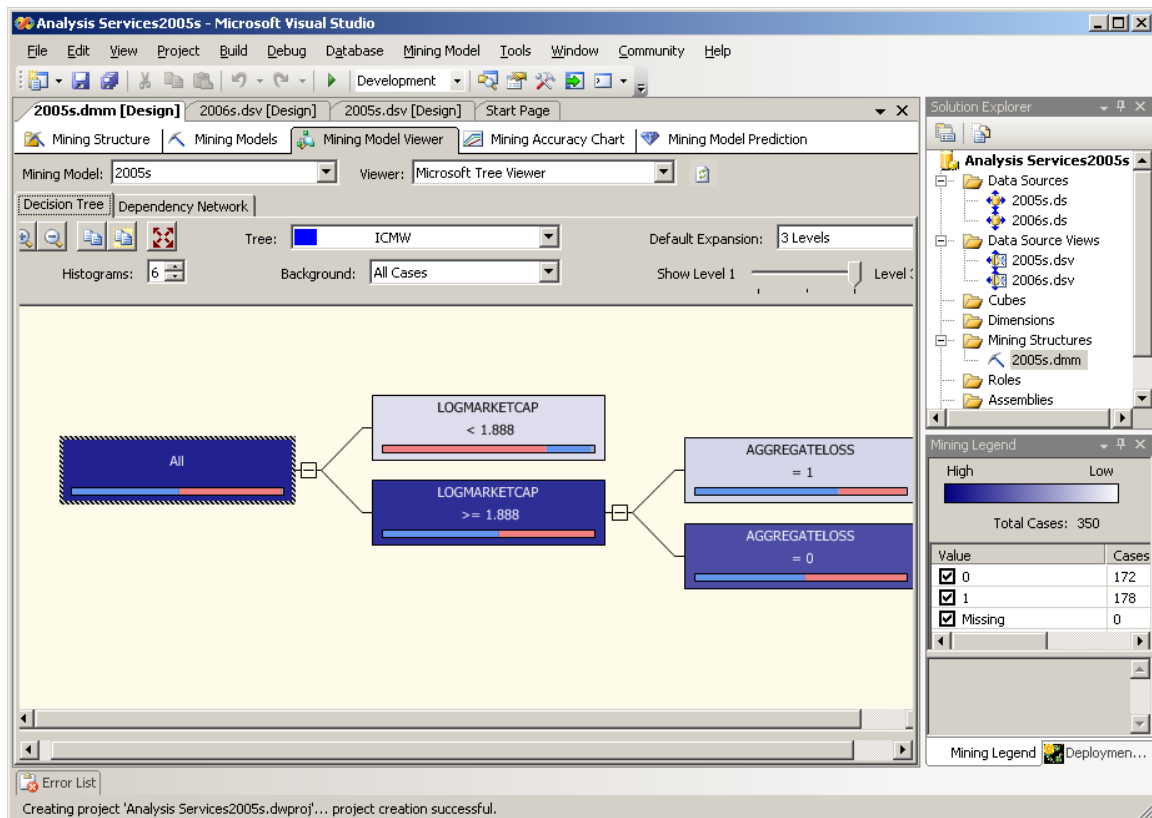 Analysis Services2005s - Microsoft Visual Studio
File Edit View Project Build Debug Database Mining Model Tools Window Community Help
Development
2005s.dmm [Design] 2006s.dsv [Design] 2005s.dsv [Design] Start Page
Mining Structure Mining Models Mining Model Viewer Mining Accuracy Chart Mining Model Prediction
Mining Model: 2005s Viewer: Microsoft Tree Viewer
Decision Tree Dependency Network
Tree: ICMW Default Expansion: 3 Levels
Histograms: 6 Background: All Cases Show Level 1 Level
All
LOGMARKETCAP
< 1.888
LOGMARKETCAP
>= 1.888
AGGREGATELOSS
= 1
AGGREGATELOSS
= 0
Solution Explorer
Analysis Services2005s
Data Sources
2005s.ds
2006s.ds
Data Source Views
2005s.dsv
2006s.dsv
Cubes
Dimensions
Mining Structures
2005s.dmm
Roles
Assemblies
Mining Legend
High Low
Total Cases: 350
Value Cases
0 172
1 178
Missing 0
Mining Legend Deploymen...
Error List
Creating project 'Analysis Services2005s.dwproj'... project creation successful.